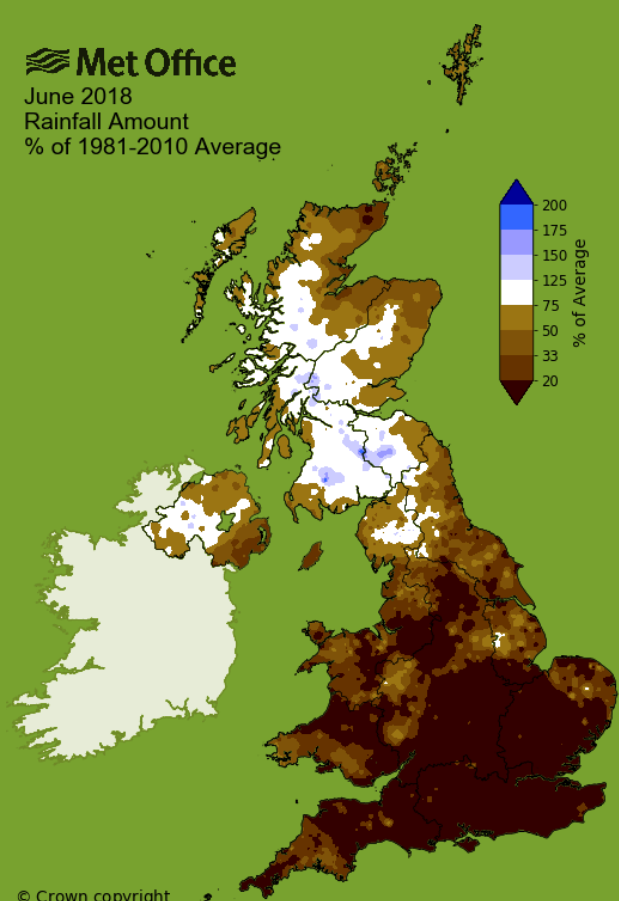 Met Office
June 2018
Rainfall Amount
% of 1981-2010 Average
200
175
150
125
75
50
33
20
% of Average
© Crown copyright